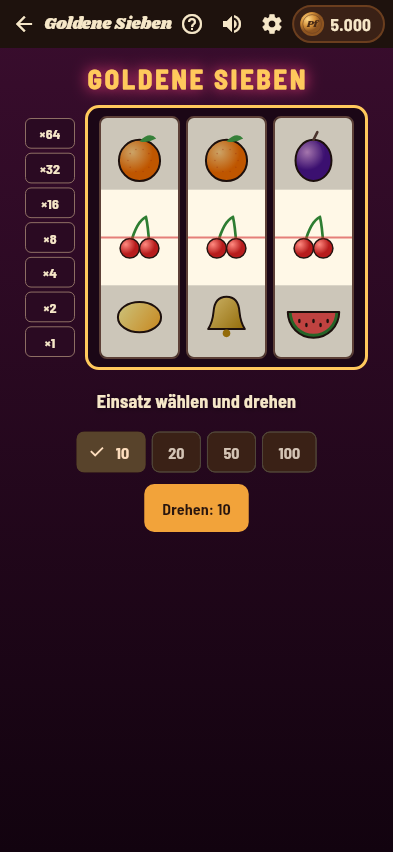 Goldene Sieben
Pf 5.000
GOLDENE SIEBEN
×64
×32
×16
×8
×4
×2
×1
Einsatz wählen und drehen
10 20 50 100
Drehen: 10